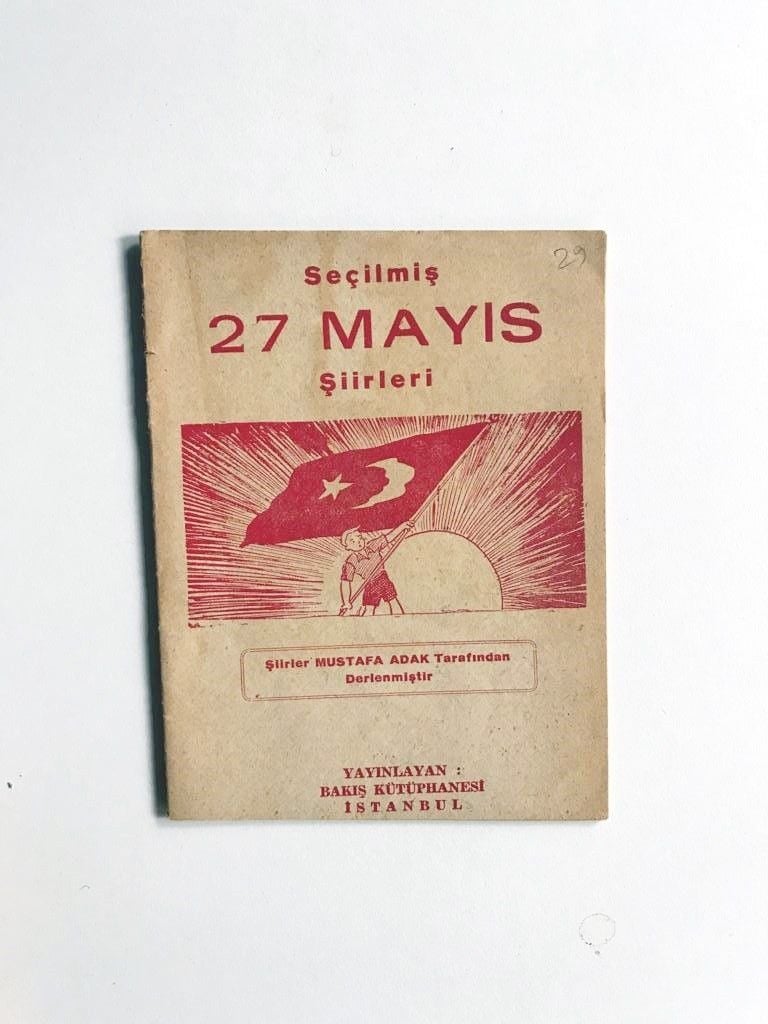 29
Seçilmiş
27 MAYIS
Şiirleri
Şiirler MUSTAFA ADAK Tarafından
Derlenmiştir
YAYINLAYAN :
BAKIŞ KÜTÜPHANESİ
İSTANBUL